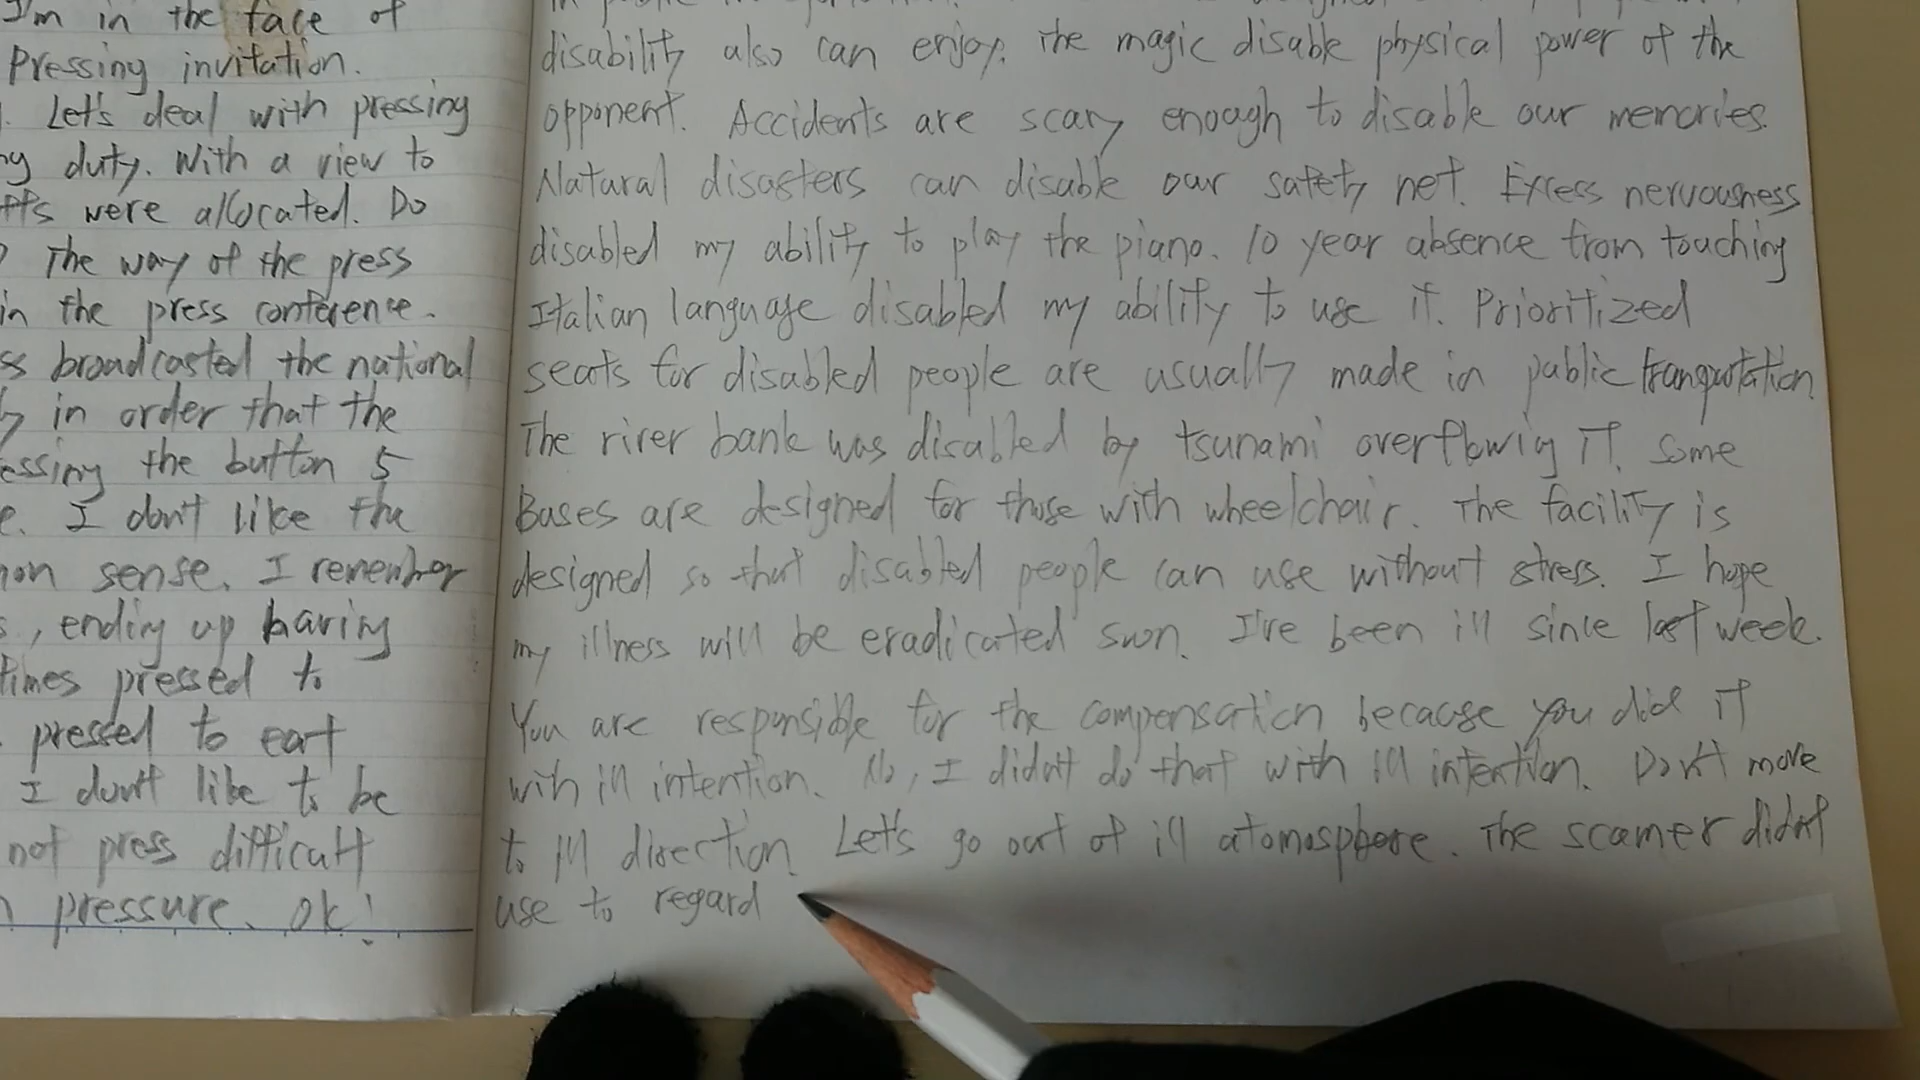 I'm in the face of
pressing invitation.
Let's deal with pressing
duty. With a view to
were allocated. Do
The way of the press
in the press conference.
broadcasted the national
in order that the
the button 5
I don't like the
sense. I remember
, ending up having
times pressed to
pressed to eat
I don't like to be
not press difficult
pressure. ok!
disability also can enjoy. The magic disable physical power of the
opponent. Accidents are scary enough to disable our memories.
Natural disasters can disable our safety net. Excess nervousness
disabled my ability to play the piano. 10 year absence from touching
Italian language disabled my ability to use it. Prioritized
seats for disabled people are usually made in public
The river bank was disabled by tsunami overflowig it. Some
Buses are designed for those with wheelchair. The facility is
designed so that disabled people can use without stress. I hope
my illness will be eradicated soon. I've been ill since last week.
You are responsible for the compensation because you did it
with ill intention. No, I didn't do that with ill intention. Don't move
to ill direction. Let's go out of ill atomosphere. The scamer didn't
use to regard